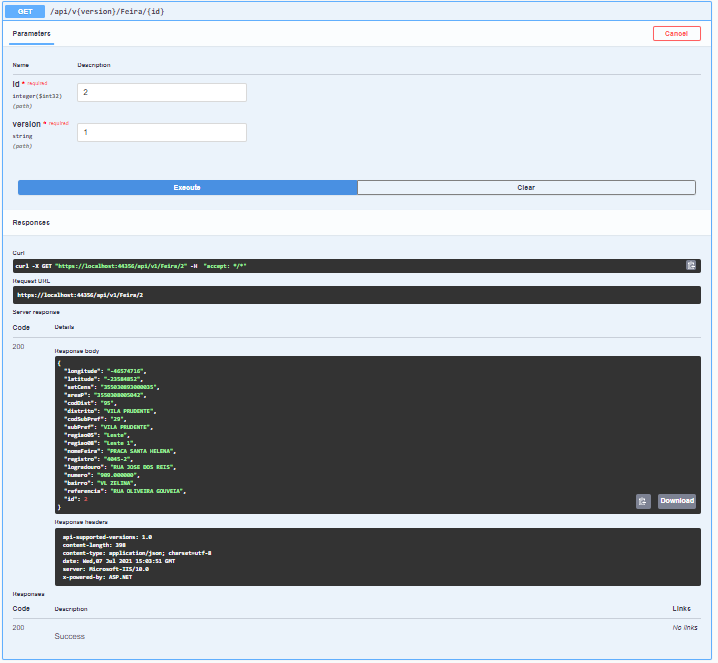 GET /api/v{version}/Feira/{id}
Parameters
Cancel
Name Description
id * required
integer($int32)
(path)
2
version * required
string
(path)
1
Execute Clear
Responses
Curl
curl -X GET "https://localhost:44356/api/v1/Feira/2" -H "accept: */*"
Request URL
https://localhost:44356/api/v1/Feira/2
Server response
Code Details
200
Response body
{
"longitude": "-46574716",
"latitude": "-23584852",
"setCens": "355030893000035",
"areaP": "3550308005042",
"codDist": "95",
"distrito": "VILA PRUDENTE",
"codSubPref": "29",
"subPref": "VILA PRUDENTE",
"regiao05": "Leste",
"regiao08": "Leste 1",
"nomeFeira": "PRACA SANTA HELENA",
"registro": "4045-2",
"logradouro": "RUA JOSE DOS REIS",
"numero": "909.000000",
"bairro": "VL ZELINA",
"referencia": "RUA OLIVEIRA GOUVEIA",
"id": 2
}
Download
Response headers
api-supported-versions: 1.0
content-length: 398
content-type: application/json; charset=utf-8
date: Wed,07 Jul 2021 15:03:51 GMT
server: Microsoft-IIS/10.0
x-powered-by: ASP.NET
Responses
Code Description Links
200
Success
No links